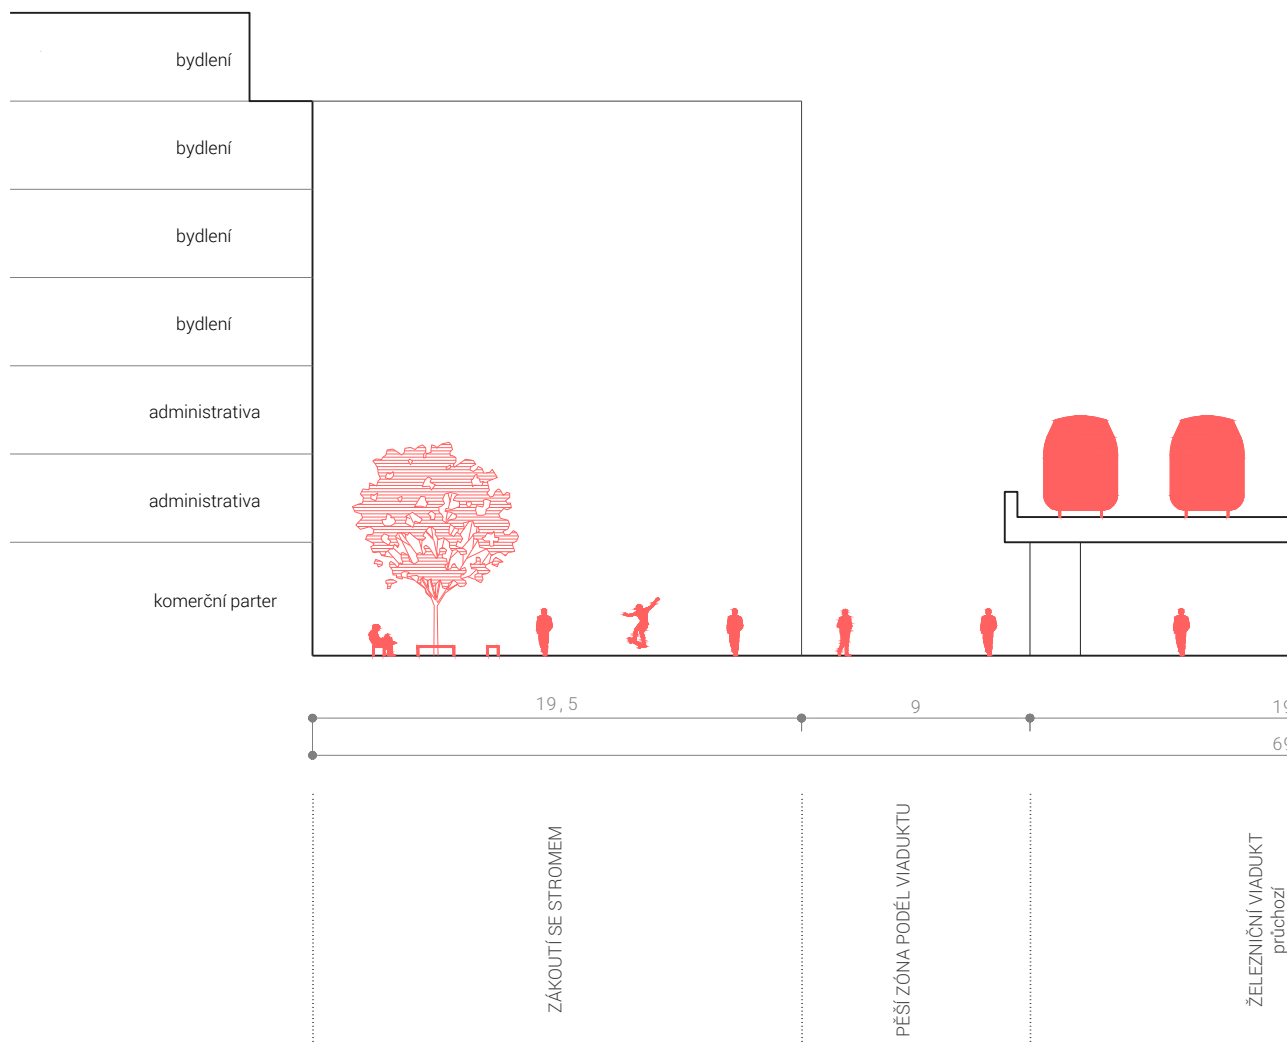 bydlení
bydlení
bydlení
bydlení
administrativa
administrativa
komerční parter
19,5
9
ZÁKOUTÍ SE STROMEM
PĚŠÍ ZÓNA PODÉL VIADUKTU
ŽELEZNIČNÍ VIADUKT
průchozí